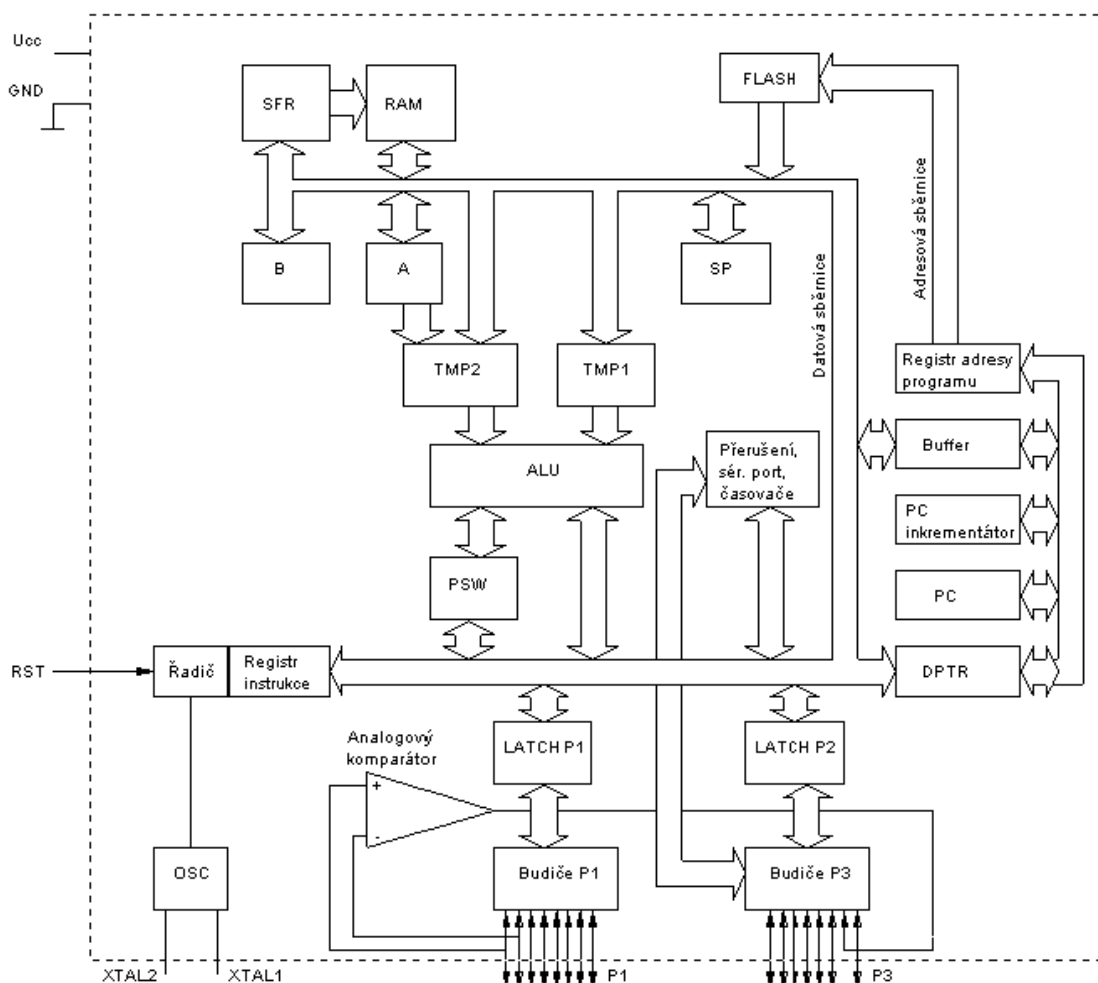 Ucc
GND
SFR
RAM
FLASH
B
A
SP
Datová sběrnice
Adresová sběrnice
TMP2
TMP1
Registr adresy
programu
ALU
Přerušení,
sér. port,
časovače
Buffer
PC
inkrementátor
PSW
PC
RST
Řadič
Registr
instrukce
DPTR
Analogový
komparátor
LATCH P1
LATCH P2
+
-
OSC
Budiče P1
Budiče P3
XTAL2
XTAL1
P1
P3